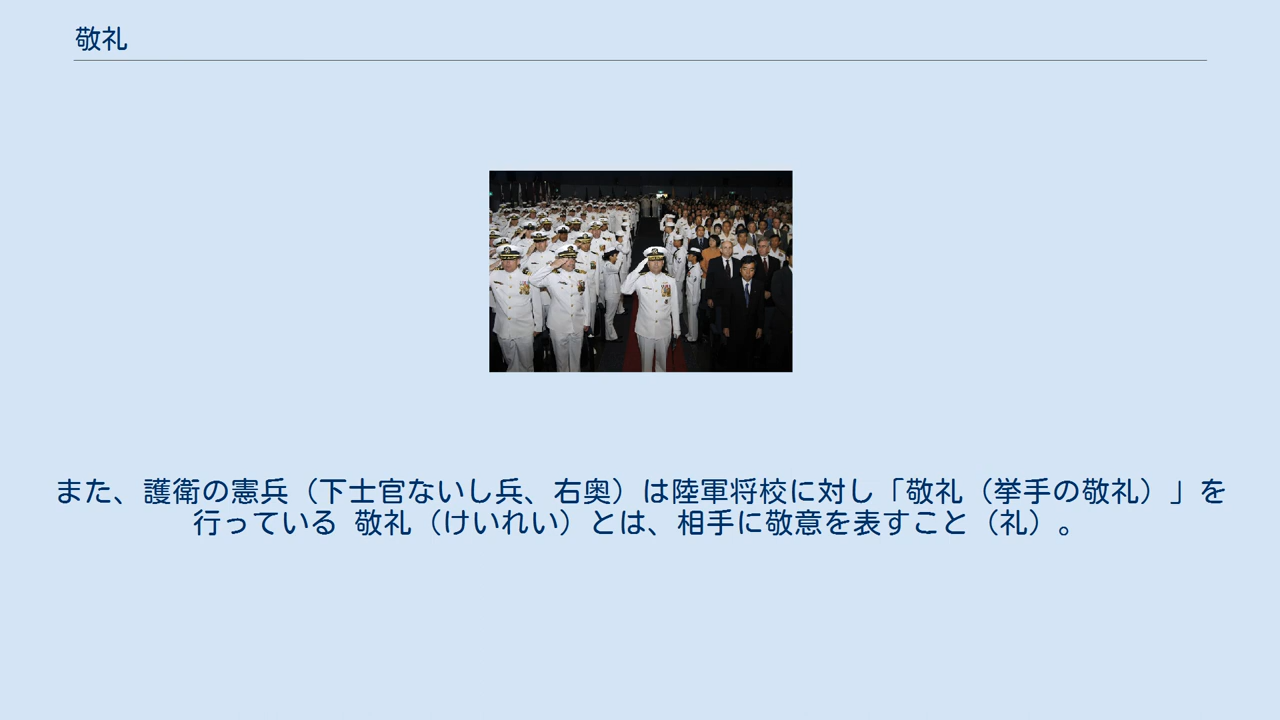 敬礼
また、護衛の憲兵（下士官ないし兵、右奥）は陸軍将校に対し「敬礼（挙手の敬礼）」を
行っている 敬礼（けいれい）とは、相手に敬意を表すこと（礼）。